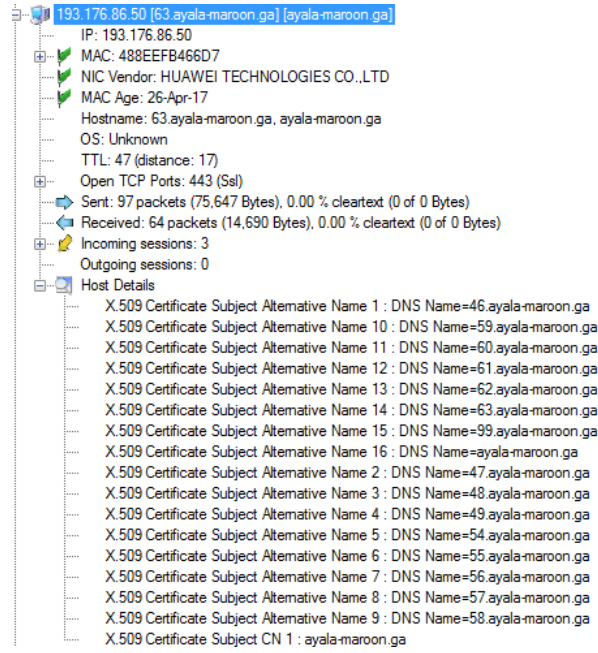 193.176.86.50 [63.ayala-maroon.ga] [ayala-maroon.ga]
IP: 193.176.86.50
MAC: 488EEFB466D7
NIC Vendor: HUAWEI TECHNOLOGIES CO.,LTD
MAC Age: 26-Apr-17
Hostname: 63.ayala-maroon.ga, ayala-maroon.ga
OS: Unknown
TTL: 47 (distance: 17)
Open TCP Ports: 443 (Ssl)
Sent: 97 packets (75,647 Bytes), 0.00 % cleartext (0 of 0 Bytes)
Received: 64 packets (14,690 Bytes), 0.00 % cleartext (0 of 0 Bytes)
Incoming sessions: 3
Outgoing sessions: 0
Host Details
X.509 Certificate Subject Alternative Name 1 : DNS Name=46.ayala-maroon.ga
X.509 Certificate Subject Alternative Name 10 : DNS Name=59.ayala-maroon.ga
X.509 Certificate Subject Alternative Name 11 : DNS Name=60.ayala-maroon.ga
X.509 Certificate Subject Alternative Name 12 : DNS Name=61.ayala-maroon.ga
X.509 Certificate Subject Alternative Name 13 : DNS Name=62.ayala-maroon.ga
X.509 Certificate Subject Alternative Name 14 : DNS Name=63.ayala-maroon.ga
X.509 Certificate Subject Alternative Name 15 : DNS Name=99.ayala-maroon.ga
X.509 Certificate Subject Alternative Name 16 : DNS Name=ayala-maroon.ga
X.509 Certificate Subject Alternative Name 2 : DNS Name=47.ayala-maroon.ga
X.509 Certificate Subject Alternative Name 3 : DNS Name=48.ayala-maroon.ga
X.509 Certificate Subject Alternative Name 4 : DNS Name=49.ayala-maroon.ga
X.509 Certificate Subject Alternative Name 5 : DNS Name=54.ayala-maroon.ga
X.509 Certificate Subject Alternative Name 6 : DNS Name=55.ayala-maroon.ga
X.509 Certificate Subject Alternative Name 7 : DNS Name=56.ayala-maroon.ga
X.509 Certificate Subject Alternative Name 8 : DNS Name=57.ayala-maroon.ga
X.509 Certificate Subject Alternative Name 9 : DNS Name=58.ayala-maroon.ga
X.509 Certificate Subject CN 1 : ayala-maroon.ga